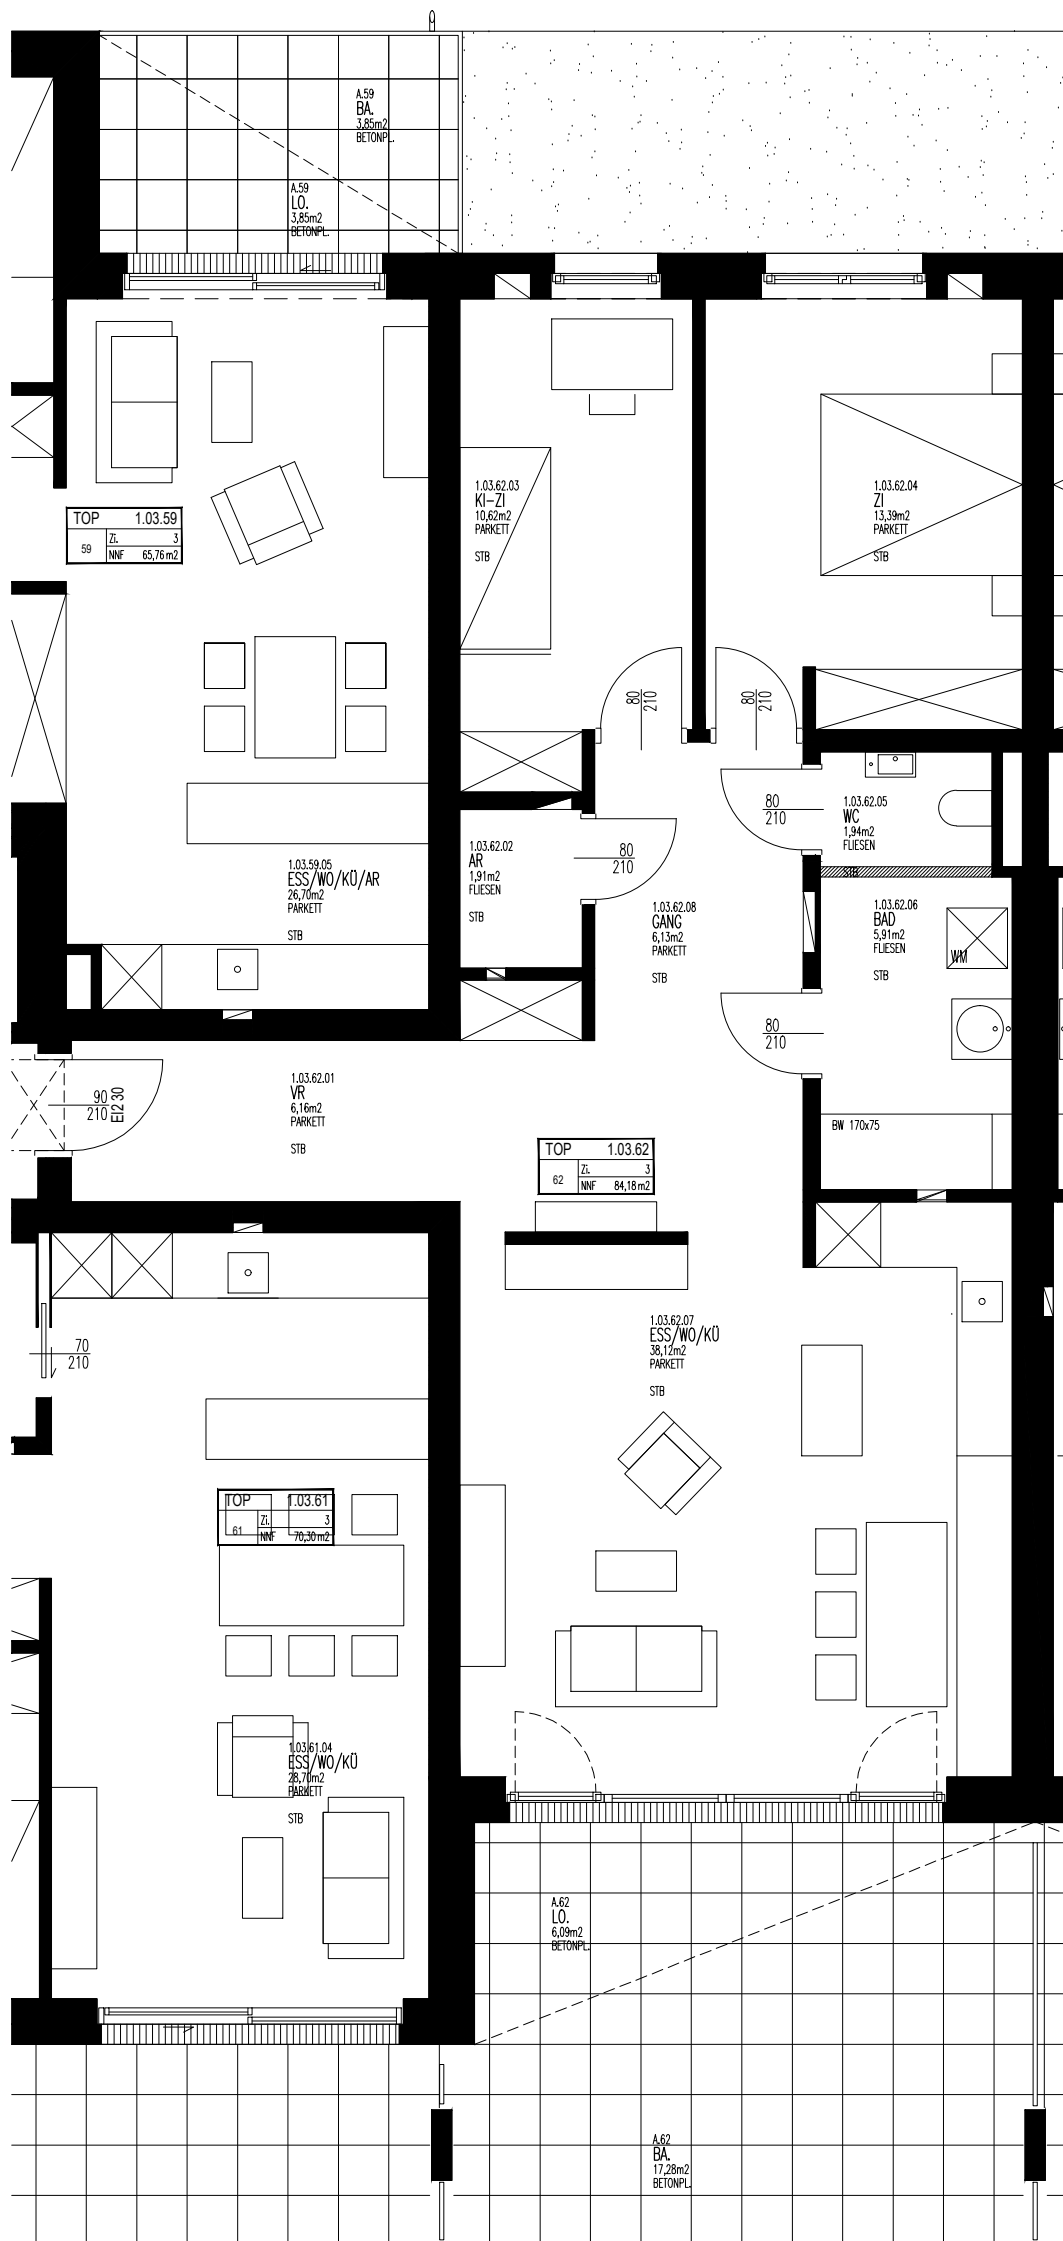 A.59
BA.
3,85m2
BETONPL.
A.59
LO.
3,85m2
BETONPL.
1.03.62.03
KI-ZI
10,62m2
PARKETT
STB
1.03.62.04
ZI
13,39m2
PARKETT
STB
TOP 1.03.59
59
Zi. 3
NNF 65,76 m2
80
210
80
210
80
210
1.03.62.05
WC
1,94m2
FLIESEN
STB
1.03.62.02
AR
1,91m2
FLIESEN
STB
80
210
1.03.59.05
ESS/WO/KÜ/AR
26,70m2
PARKETT
STB
1.03.62.08
GANG
6,13m2
PARKETT
STB
1.03.62.06
BAD
5,91m2
FLIESEN
STB
WM
80
210
90
210
EI2 30
1.03.62.01
VR
6,16m2
PARKETT
STB
BW 170x75
TOP 1.03.62
62
Zi. 3
NNF 84,18 m2
70
210
1.03.62.07
ESS/WO/KÜ
38,12m2
PARKETT
STB
TOP 1.03.61
61
Zi. 3
NNF 70,30 m2
1.03.61.04
ESS/WO/KÜ
28,70m2
PARKETT
STB
A.62
LO.
6,09m2
BETONPL.
A.62
BA.
17,28m2
BETONPL.